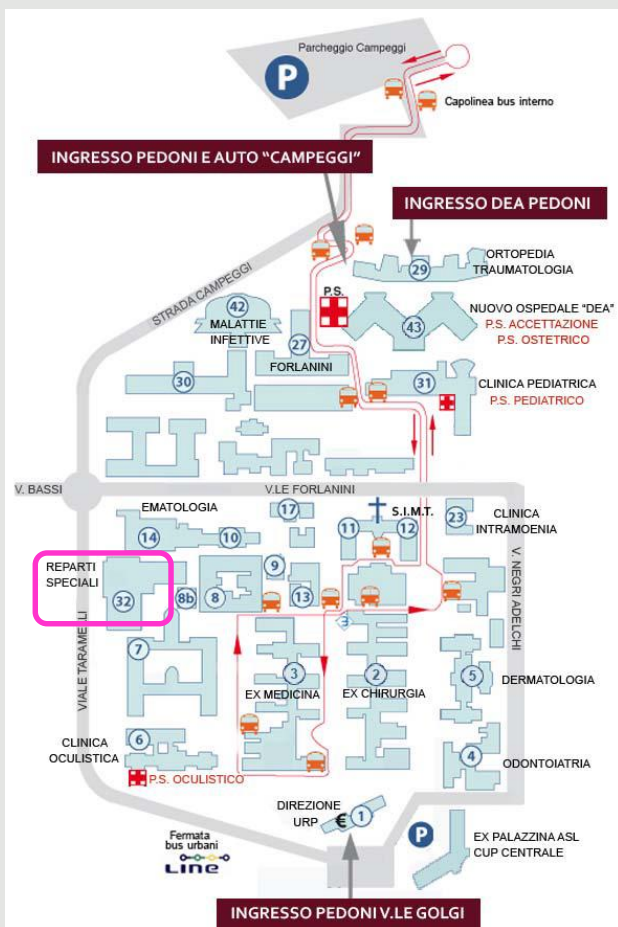 Parcheggio Campeggi
P
Capolinea bus interno
INGRESSO PEDONI E AUTO “CAMPEGGI”
INGRESSO DEA PEDONI
STRADA CAMPEGGI
29
ORTOPEDIA
TRAUMATOLOGIA
P.S.
42
MALATTIE
INFETTIVE
43
NUOVO OSPEDALE “DEA”
P.S. ACCETTAZIONE
P.S. OSTETRICO
27
FORLANINI
30
31
CLINICA PEDIATRICA
P.S. PEDIATRICO
V. BASSI
V.LE FORLANINI
EMATOLOGIA
17
S.I.M.T.
14
10
11
12
23
CLINICA
INTRAMOENIA
V. NEGRI ADELCHI
REPARTI
SPECIALI
32
8b
8
9
13
3
VIALE TARAMELLI
7
3
EX MEDICINA
2
EX CHIRURGIA
5
DERMATOLOGIA
6
CLINICA
OCULISTICA
P.S. OCULISTICO
4
ODONTOIATRIA
DIREZIONE
URP
€
1
P
EX PALAZZINA ASL
CUP CENTRALE
Fermata
bus urbani
LINE
INGRESSO PEDONI V.LE GOLGI